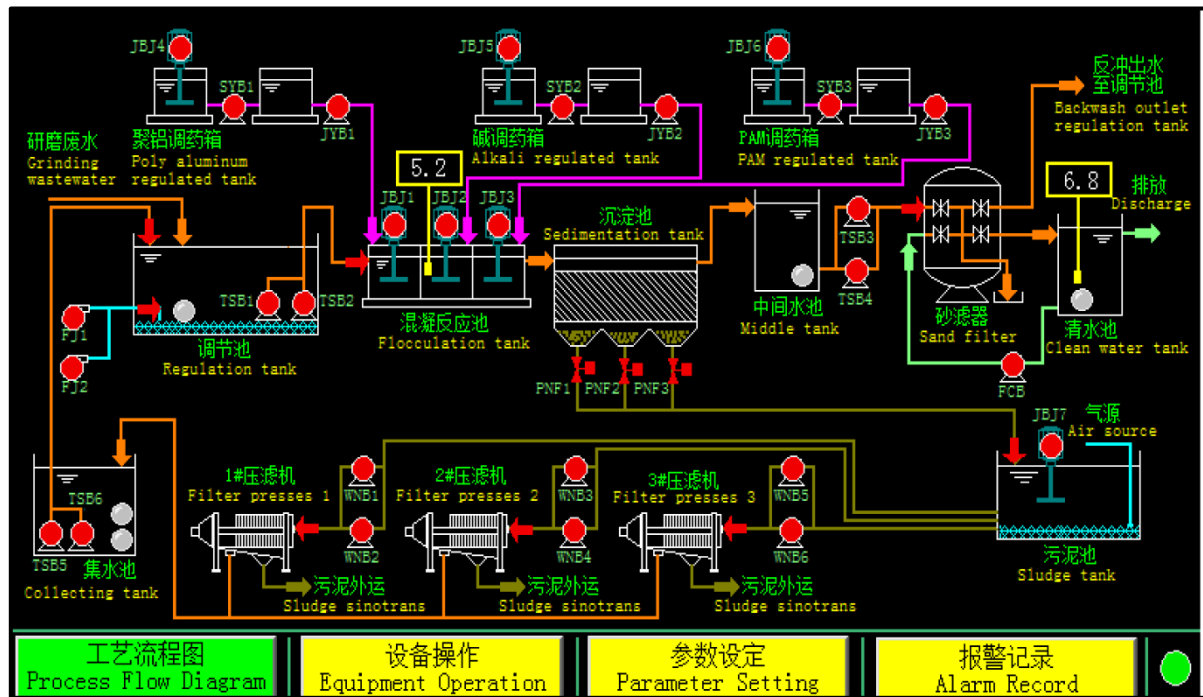 JBJ4
JBJ5
JBJ6
SYB1
SYB2
SYB3
JYB1
JYB2
JYB3
反冲出水
至调节池
Backwash outlet
regulation tank
研磨废水
Grinding
wastewater
聚铝调药箱
Poly aluminum
regulated tank
碱调药箱
Alkali regulated tank
PAM调药箱
PAM regulated tank
5.2
6.8
排放
Discharge
JBJ1
JBJ2
JBJ3
沉淀池
Sedimentation tank
TSB3
TSB4
TSB1
TSB2
混凝反应池
Flocculation tank
中间水池
Middle tank
砂滤器
Sand filter
清水池
Clean water tank
FJ1
FJ2
调节池
Regulation tank
PNF1
PNF2
PNF3
FCB
JBJ7
气源
Air source
1#压滤机
Filter presses 1
2#压滤机
Filter presses 2
3#压滤机
Filter presses 3
WNB1
WNB2
WNB3
WNB4
WNB5
WNB6
TSB6
TSB5
集水池
Collecting tank
污泥外运
Sludge sinotrans
污泥外运
Sludge sinotrans
污泥外运
Sludge sinotrans
污泥池
Sludge tank
工艺流程图
Process Flow Diagram
设备操作
Equipment Operation
参数设定
Parameter Setting
报警记录
Alarm Record